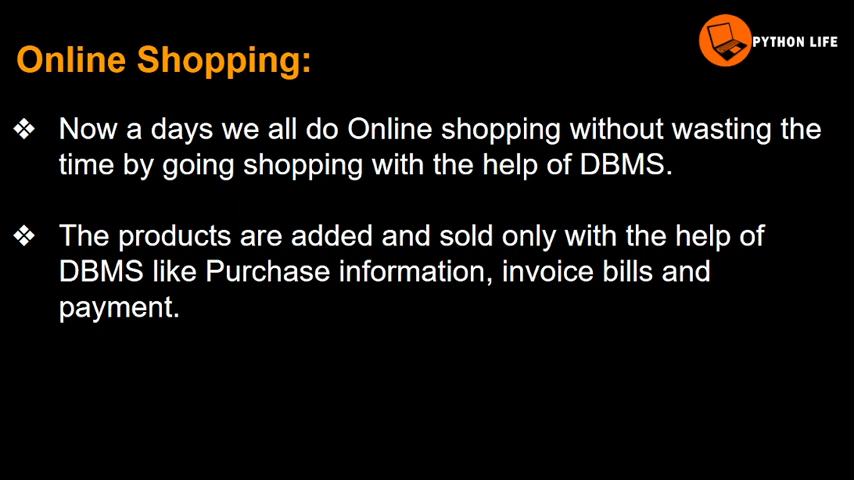 PYTHON LIFE
Online Shopping:
❖ Now a days we all do Online shopping without wasting the
time by going shopping with the help of DBMS.
❖ The products are added and sold only with the help of
DBMS like Purchase information, invoice bills and
payment.